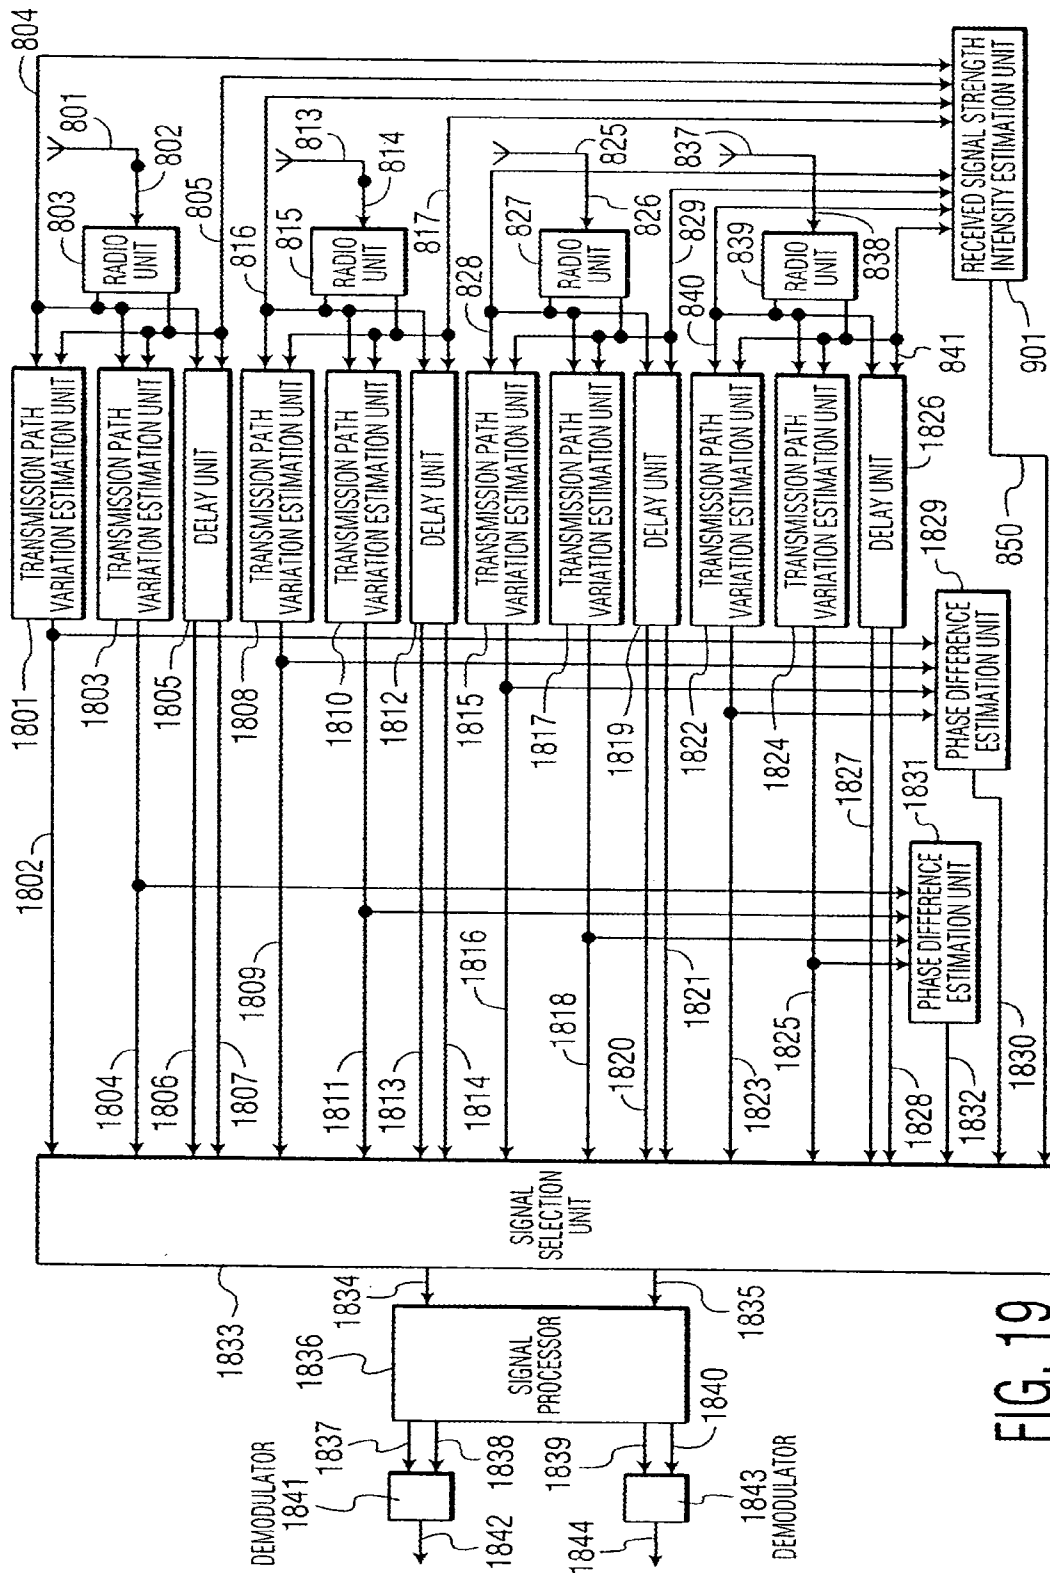 804
801
802
803
RADIO
UNIT
805
813
814
816
815
RADIO
UNIT
817
825
826
828
827
RADIO
UNIT
829
837
838
840
839
RADIO
UNIT
841
RECEIVED SIGNAL STRENGTH
INTENSITY ESTIMATION UNIT
901
850
TRANSMISSION PATH
VARIATION ESTIMATION UNIT
1801
TRANSMISSION PATH
VARIATION ESTIMATION UNIT
1803
DELAY UNIT
1805
TRANSMISSION PATH
VARIATION ESTIMATION UNIT
1808
TRANSMISSION PATH
VARIATION ESTIMATION UNIT
1810
DELAY UNIT
1812
TRANSMISSION PATH
VARIATION ESTIMATION UNIT
1815
TRANSMISSION PATH
VARIATION ESTIMATION UNIT
1817
DELAY UNIT
1819
TRANSMISSION PATH
VARIATION ESTIMATION UNIT
1822
TRANSMISSION PATH
VARIATION ESTIMATION UNIT
1824
DELAY UNIT
1826
1827
PHASE DIFFERENCE
ESTIMATION UNIT
1829
PHASE DIFFERENCE
ESTIMATION UNIT
1831
1802
1804
1806
1807
1809
1811
1813
1814
1816
1818
1820
1821
1823
1825
1828
1832
1830
SIGNAL
SELECTION
UNIT
1833
1834
1835
SIGNAL
PROCESSOR
1836
1837
1838
1839
1840
DEMODULATOR
1841
1842
1843
DEMODULATOR
1844
FIG. 19